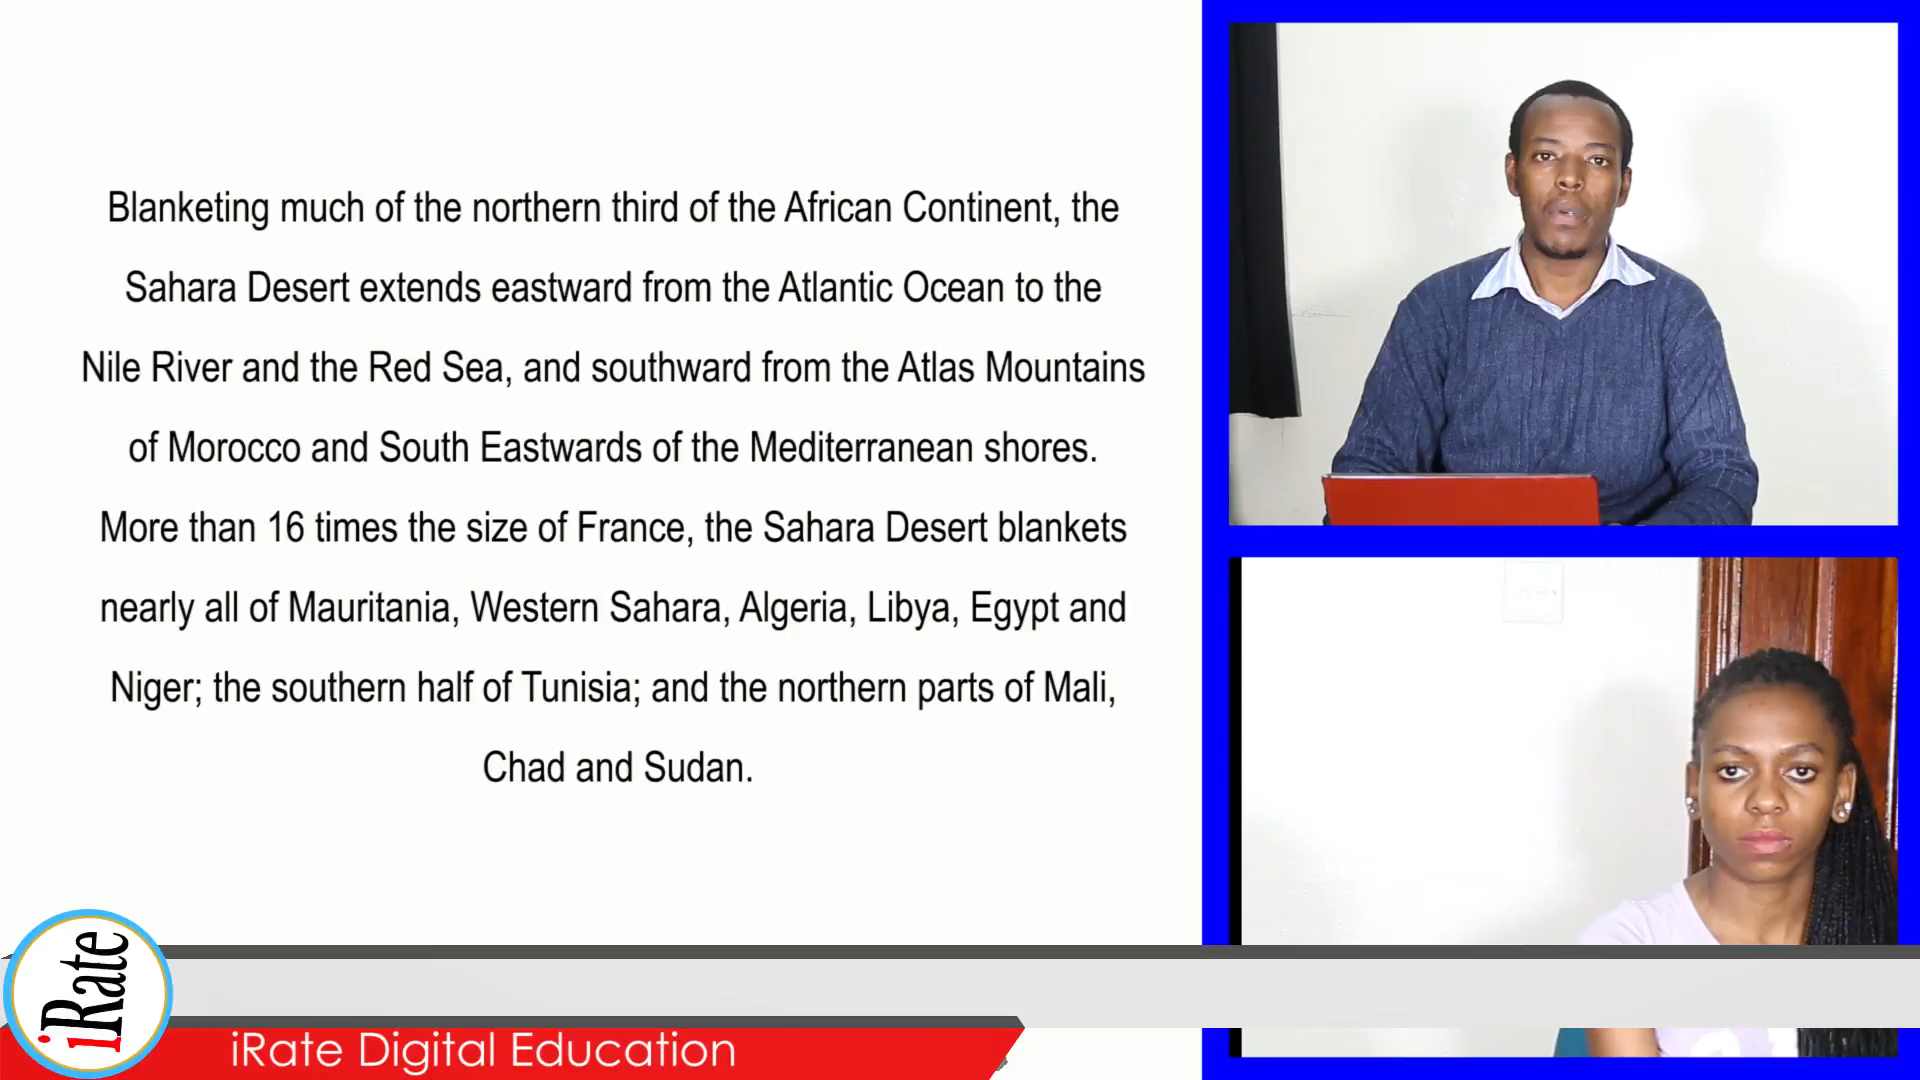 Blanketing much of the northern third of the African Continent, the
Sahara Desert extends eastward from the Atlantic Ocean to the
Nile River and the Red Sea, and southward from the Atlas Mountains
of Morocco and South Eastwards of the Mediterranean shores.
More than 16 times the size of France, the Sahara Desert blankets
nearly all of Mauritania, Western Sahara, Algeria, Libya, Egypt and
Niger; the southern half of Tunisia; and the northern parts of Mali,
Chad and Sudan.
iRate
iRate Digital Education